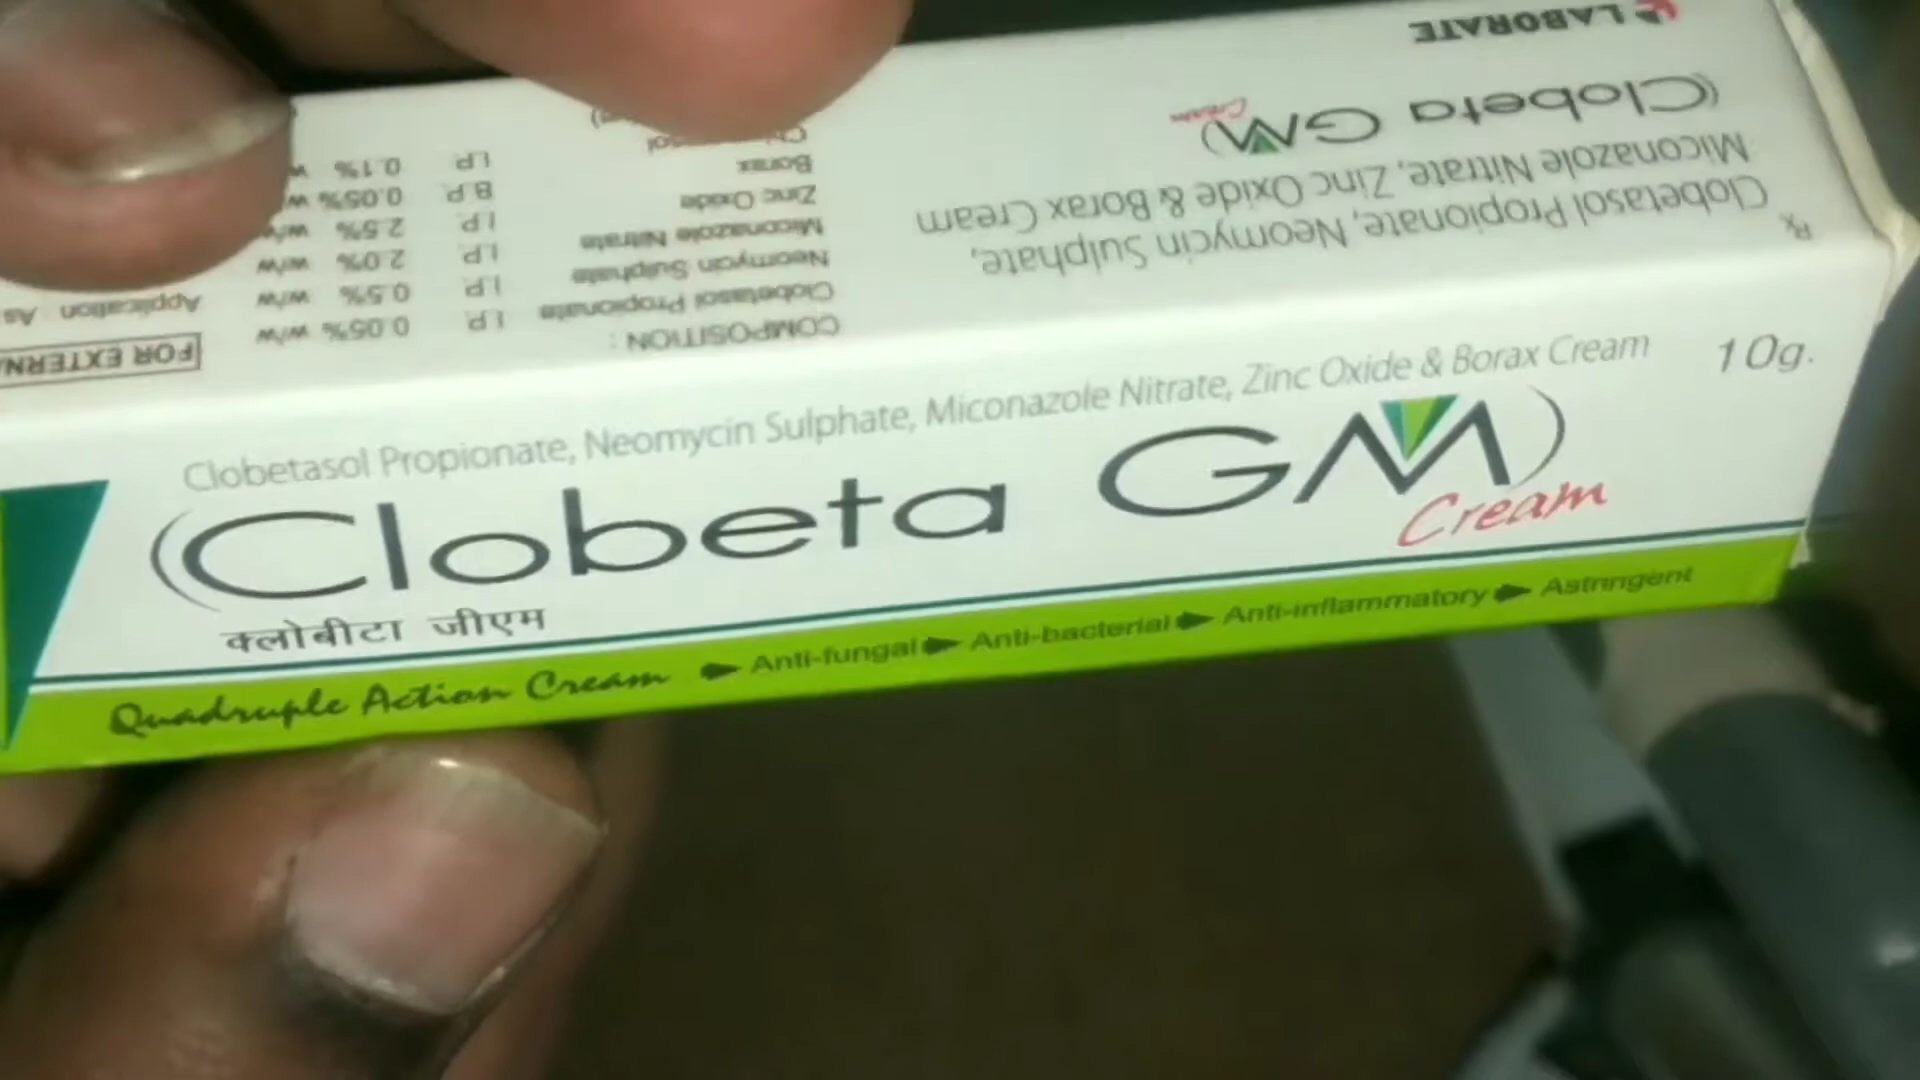 Clobetasol Propionate, Neomycin Sulphate, Miconazole Nitrate, Zinc Oxide & Borax Cream
10g.
(Clobeta GM)
Cream
क्लोबीटा जीएम
Quadruple Action Cream Anti-fungal Anti-bacterial Anti-inflammatory Astringent
LABORATE
(Clobeta GM)
Cream
Rx
Clobetasol Propionate, Neomycin Sulphate,
Miconazole Nitrate, Zinc Oxide & Borax Cream
COMPOSITION :
Clobetasol Propionate I.P. 0.05% w/w
Neomycin Sulphate I.P. 0.5% w/w
Miconazole Nitrate I.P. 2.0% w/w
Zinc Oxide I.P. 2.5% w/w
Borax B.P. 0.05%
I.P. 0.1%
FOR EXTERN
Application : As